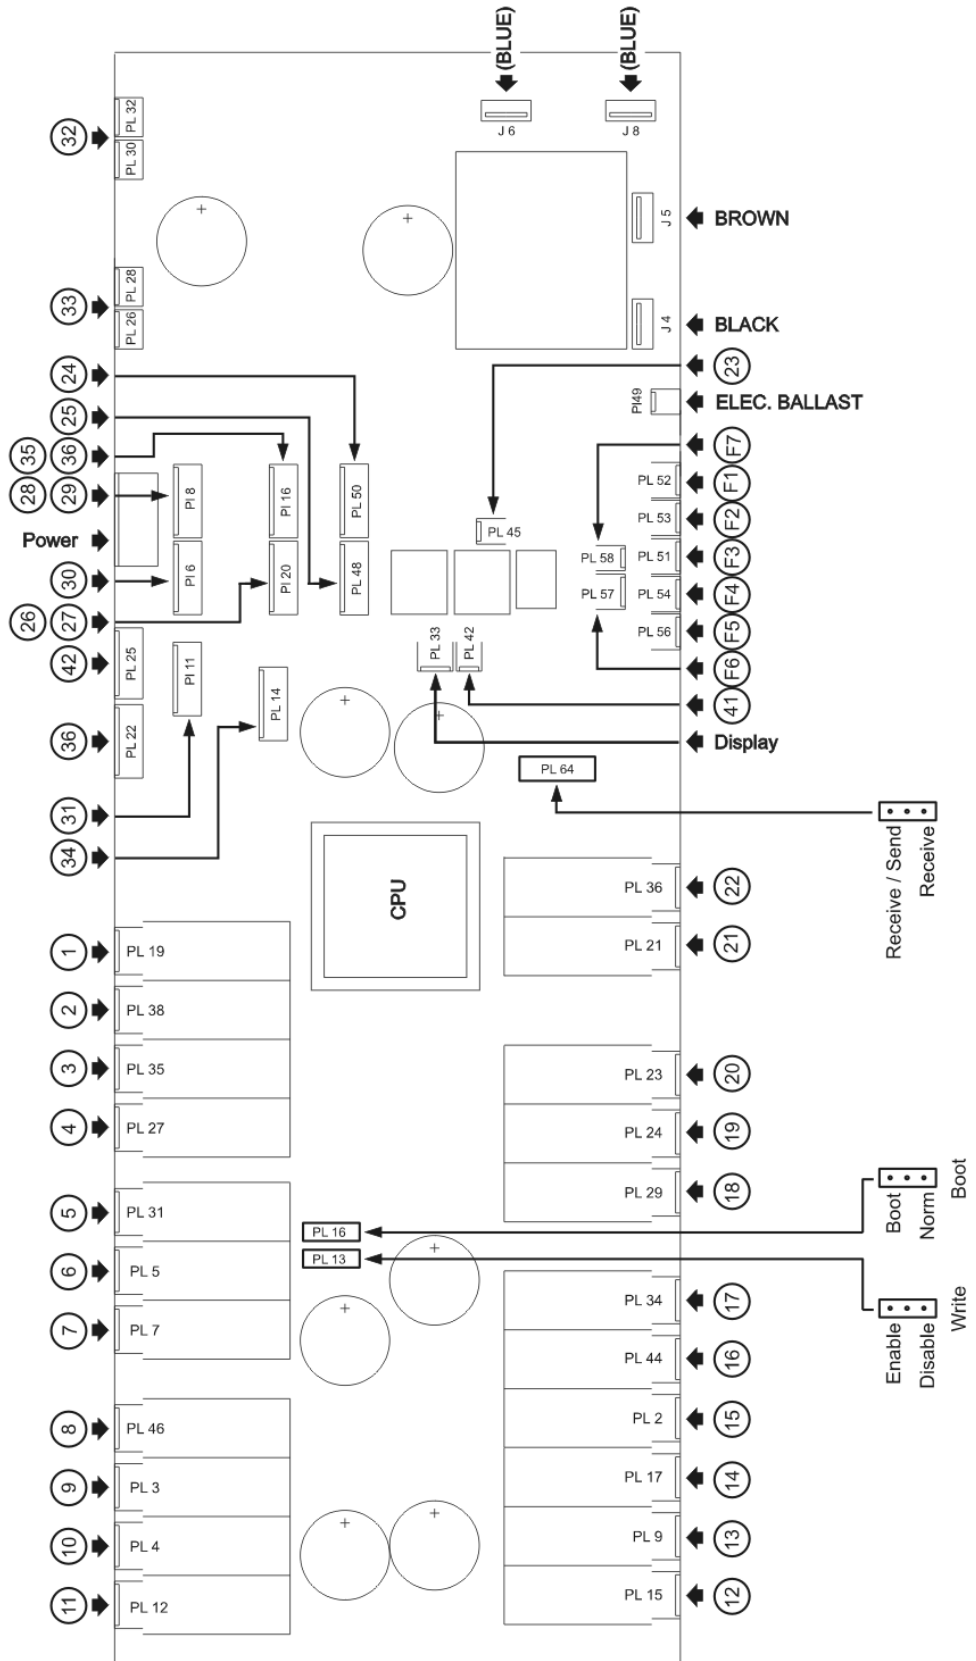 (BLUE)
(BLUE)
32
PL 32
PL 30
J 6
J 8
J 5
BROWN
33
PL 28
PL 26
J 4
BLACK
24
23
25
PI49
ELEC. BALLAST
35
36
F7
28
29
PI 8
PI 16
PL 50
PL 52
F1
PL 45
PL 53
F2
Power
PL 58
PL 51
F3
30
PI 6
PI 20
PL 48
PL 57
PL 54
F4
26
27
PL 56
F5
42
PL 25
PI 11
PL 33
PL 42
F6
PL 14
41
36
PL 22
Display
PL 64
31
34
Receive / Send
Receive
CPU
PL 36
22
1
PL 19
PL 21
21
2
PL 38
3
PL 35
PL 23
20
4
PL 27
PL 24
19
PL 29
18
Boot
Norm
Boot
5
PL 31
PL 16
PL 13
6
PL 5
PL 34
17
Enable
Disable
Write
7
PL 7
PL 44
16
8
PL 46
PL 2
15
9
PL 3
PL 17
14
10
PL 4
PL 9
13
11
PL 12
PL 15
12